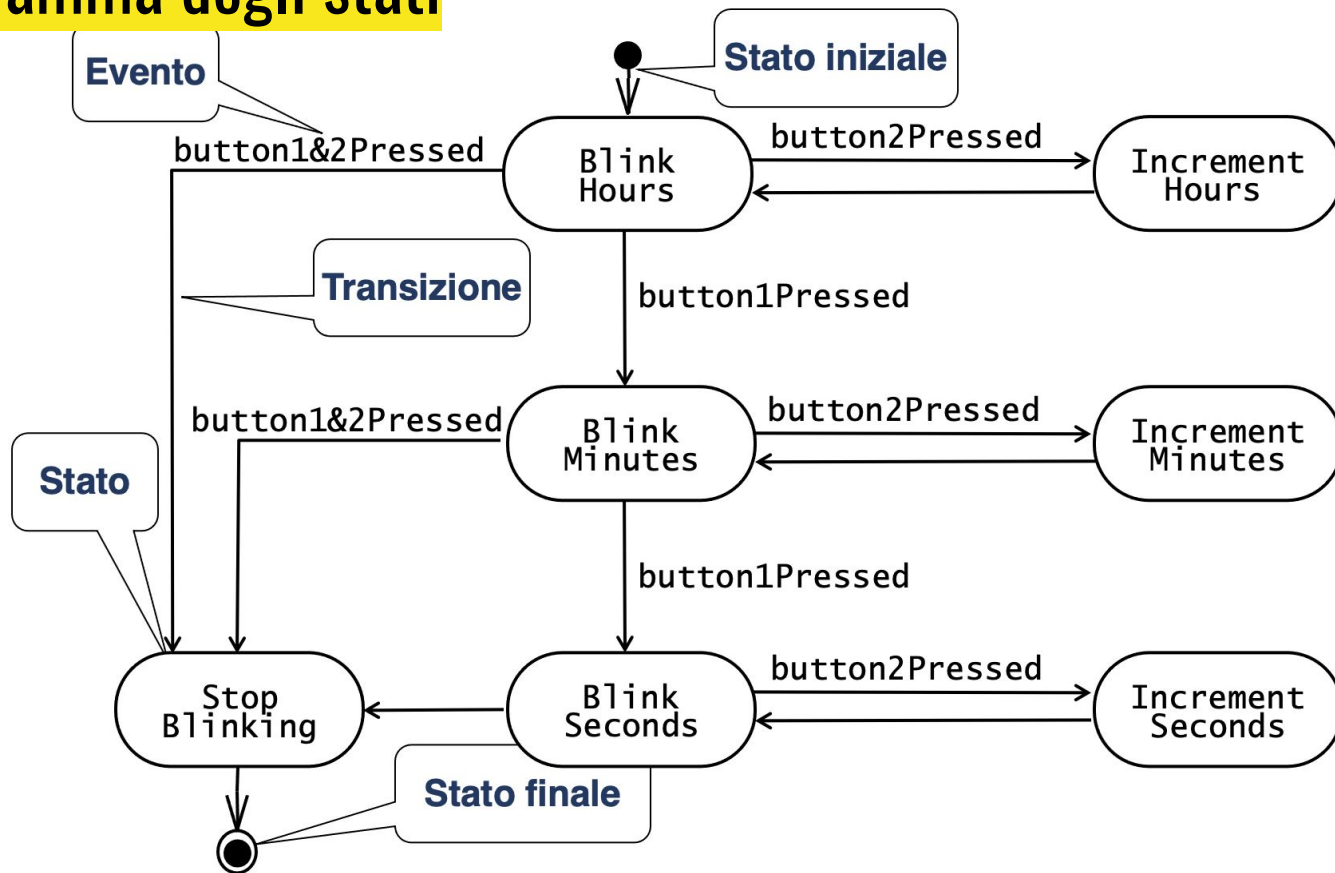 dogli Stati
Evento
Stato iniziale
button1&2Pressed
Blink
Hours
button2Pressed
Increment
Hours
Transizione
button1Pressed
button1&2Pressed
Blink
Minutes
button2Pressed
Increment
Minutes
Stato
button1Pressed
Stop
Blinking
Blink
Seconds
button2Pressed
Increment
Seconds
Stato finale